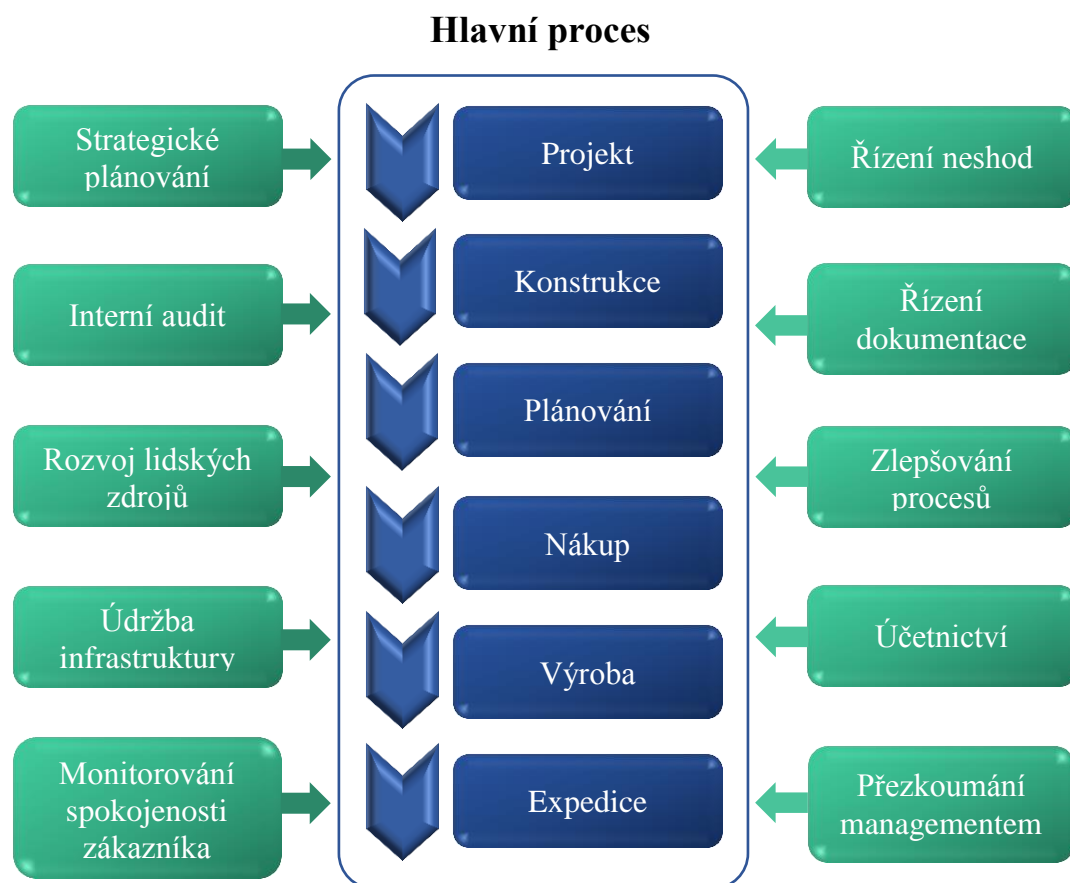 Hlavní proces
Strategické
plánování
Projekt
Řízení neshod
Interní audit
Konstrukce
Řízení
dokumentace
Rozvoj lidských
zdrojů
Plánování
Zlepšování
procesů
Nákup
Údržba
infrastruktury
Výroba
Účetnictví
Monitorování
spokojenosti
zákazníka
Expedice
Přezkoumání
managementem